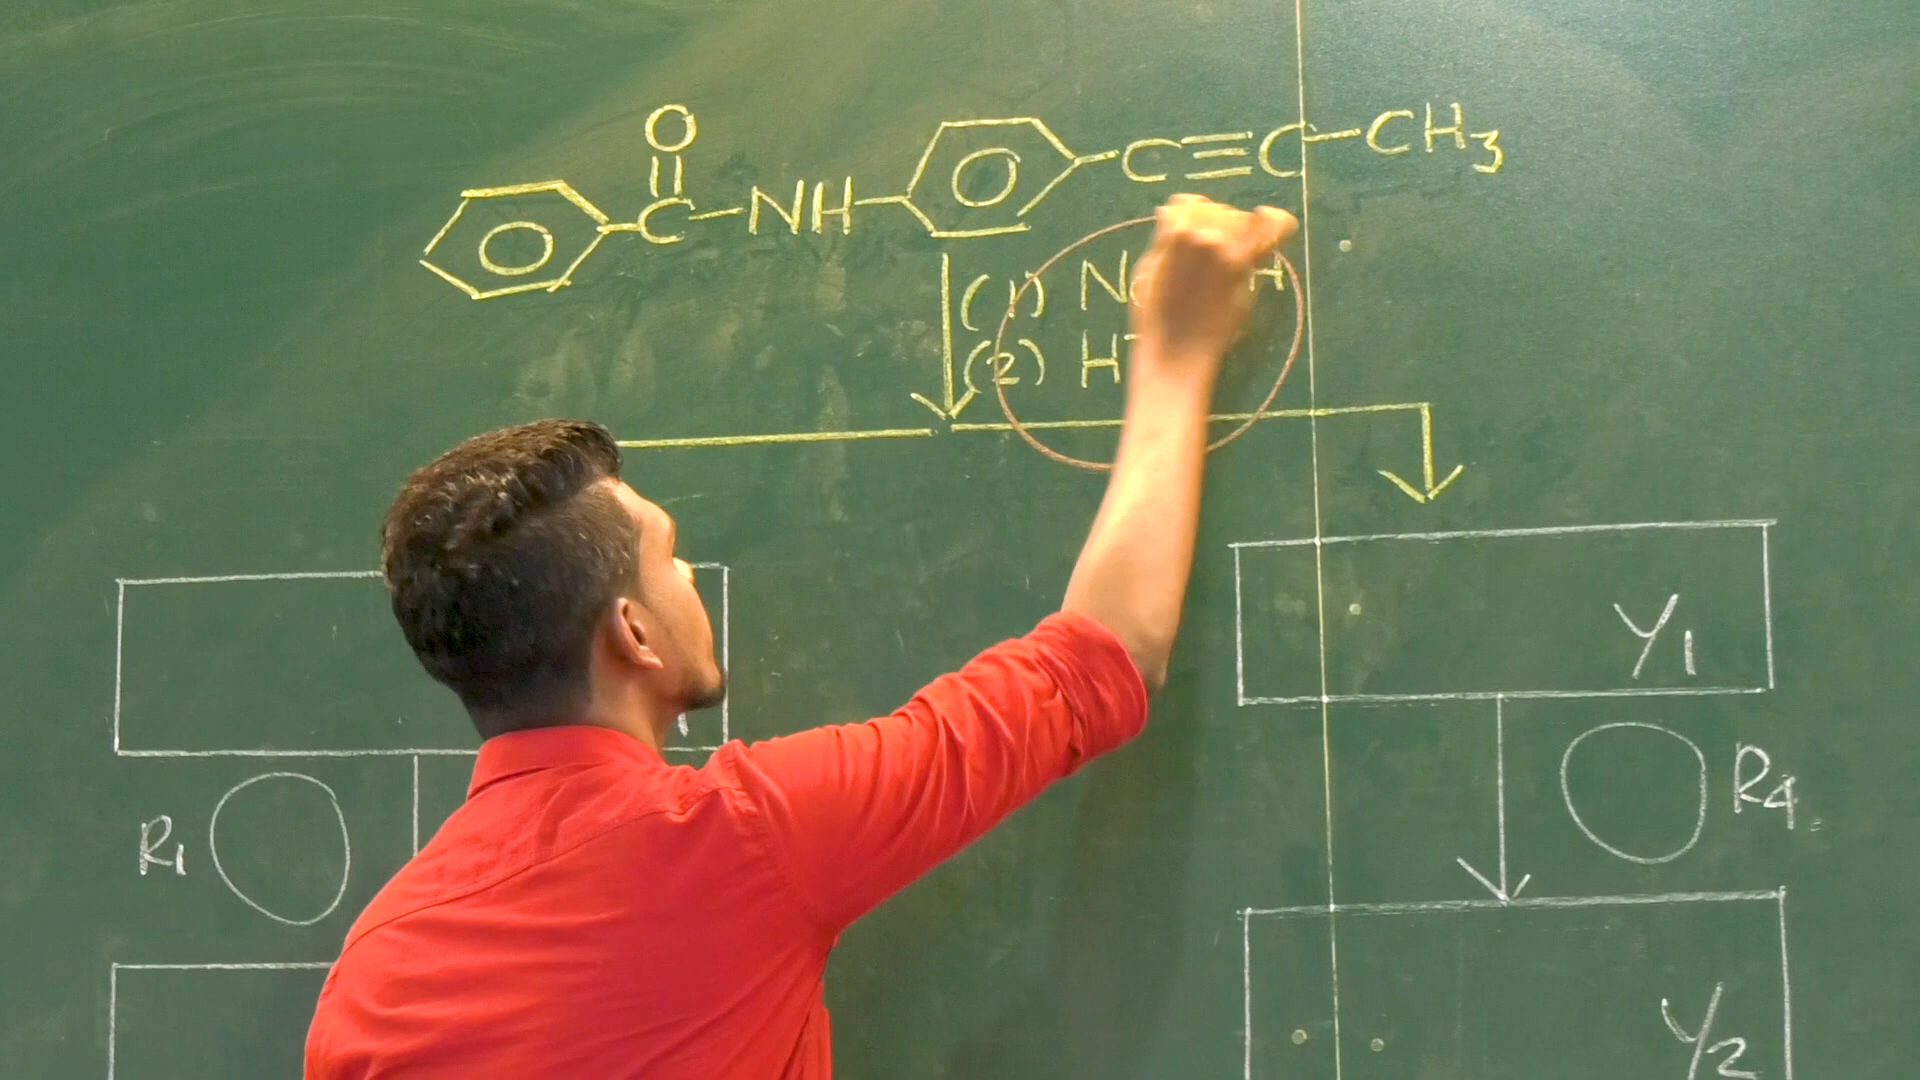 O
C-NH- -C≡C-CH3
(1) N H
(2) H
Y1
R1
R4
Y2